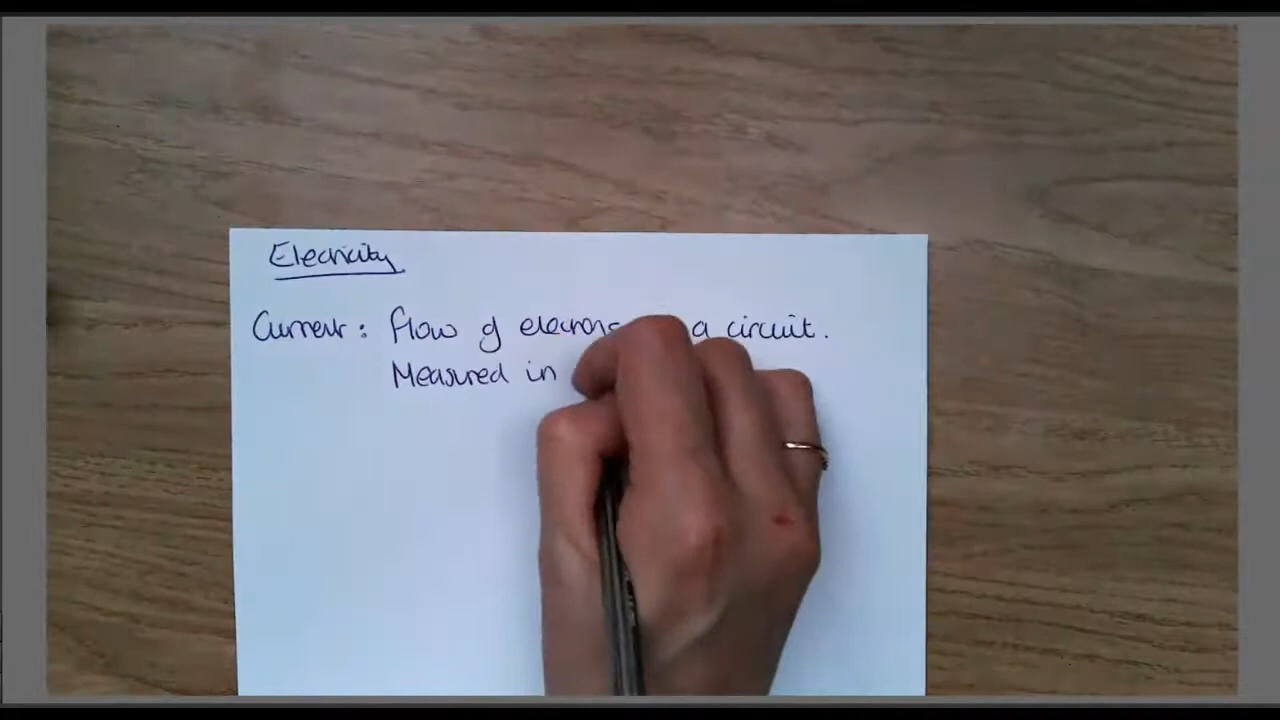 Electricity
Current: flow of electrons a circuit.
Measured in